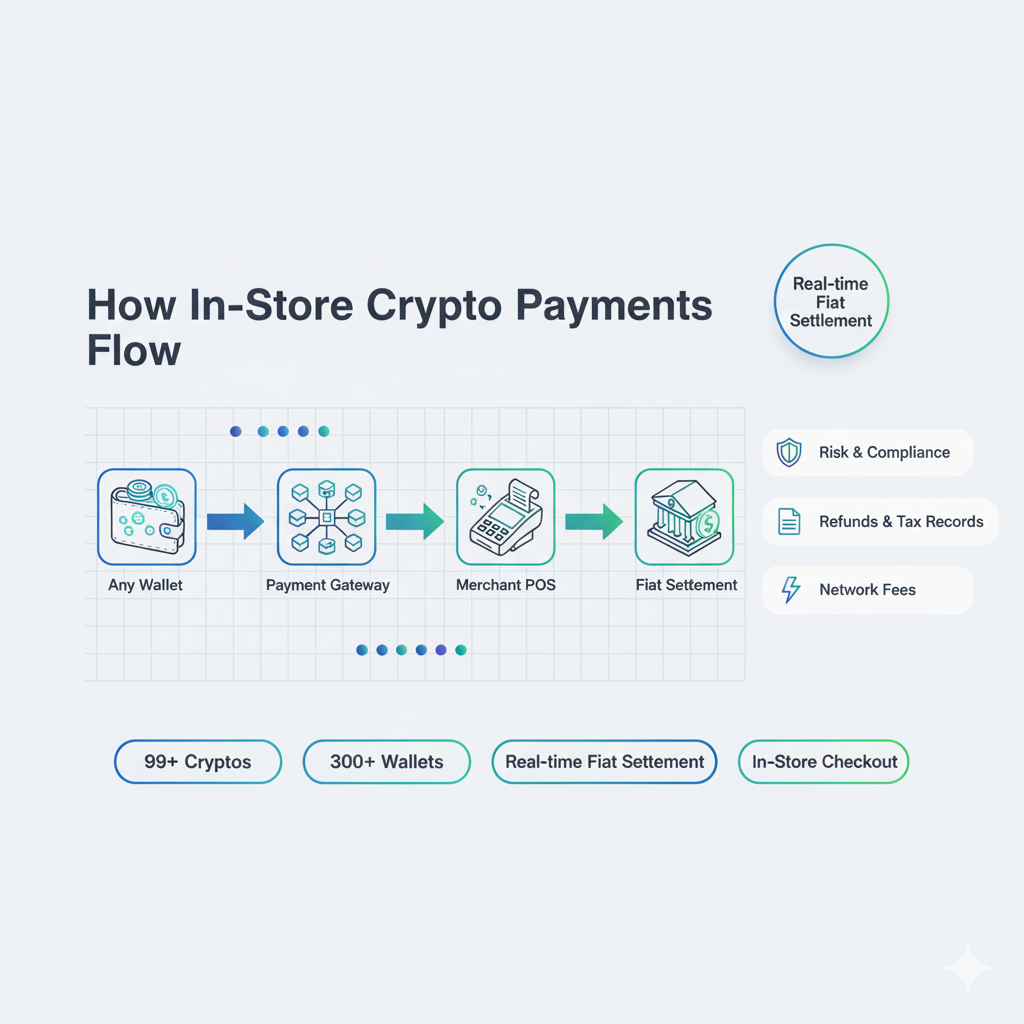 How In-Store Crypto Payments
Flow
Real-time
Fiat
Settlement
Any Wallet
Payment Gateway
Merchant POS
Fiat Settement
Risk & Compliance
Refunds & Tax Records
Network Fees
99+ Cryptos
300+ Wallets
Real-time Fiat Settement
In-Store Checkout